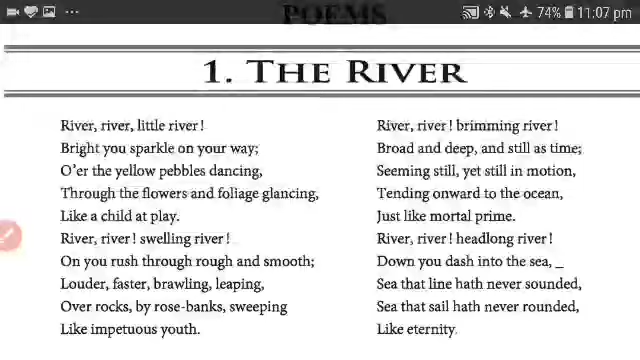 74% 11:07 pm
POEMS
1. THE RIVER
River, river, little river!
Bright you sparkle on your way;
O'er the yellow pebbles dancing,
Through the flowers and foliage glancing,
Like a child at play.
River, river! swelling river!
On you rush through rough and smooth;
Louder, faster, brawling, leaping,
Over rocks, by rose-banks, sweeping
Like impetuous youth.
River, river! brimming river!
Broad and deep, and still as time;
Seeming still, yet still in motion,
Tending onward to the ocean,
Just like mortal prime.
River, river! headlong river!
Down you dash into the sea, _
Sea that line hath never sounded,
Sea that sail hath never rounded,
Like eternity.